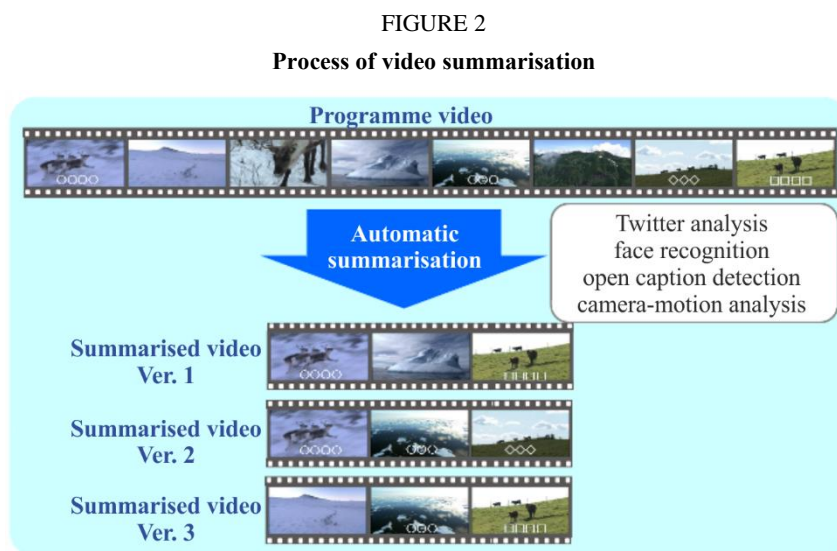 FIGURE 2
Process of video summarisation
Programme video
Automatic
summarisation
Twitter analysis
face recognition
open caption detection
camera-motion analysis
Summarised video
Ver. 1
Summarised video
Ver. 2
Summarised video
Ver. 3